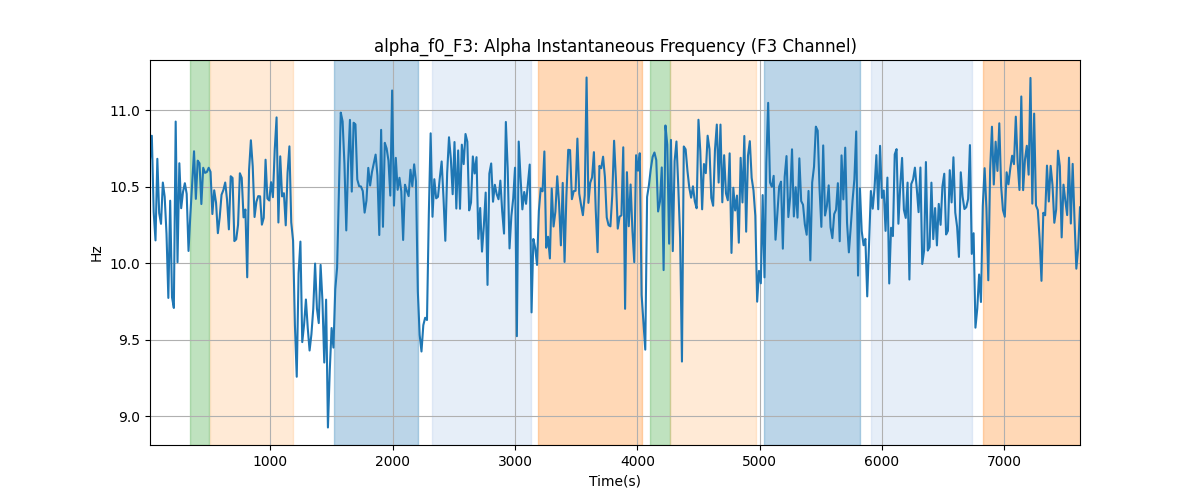 alpha_f0_F3: Alpha Instantaneous Frequency (F3 Channel)
11.0
10.5
10.0
9.5
9.0
Hz
1000 2000 3000 4000 5000 6000 7000
Time(s)